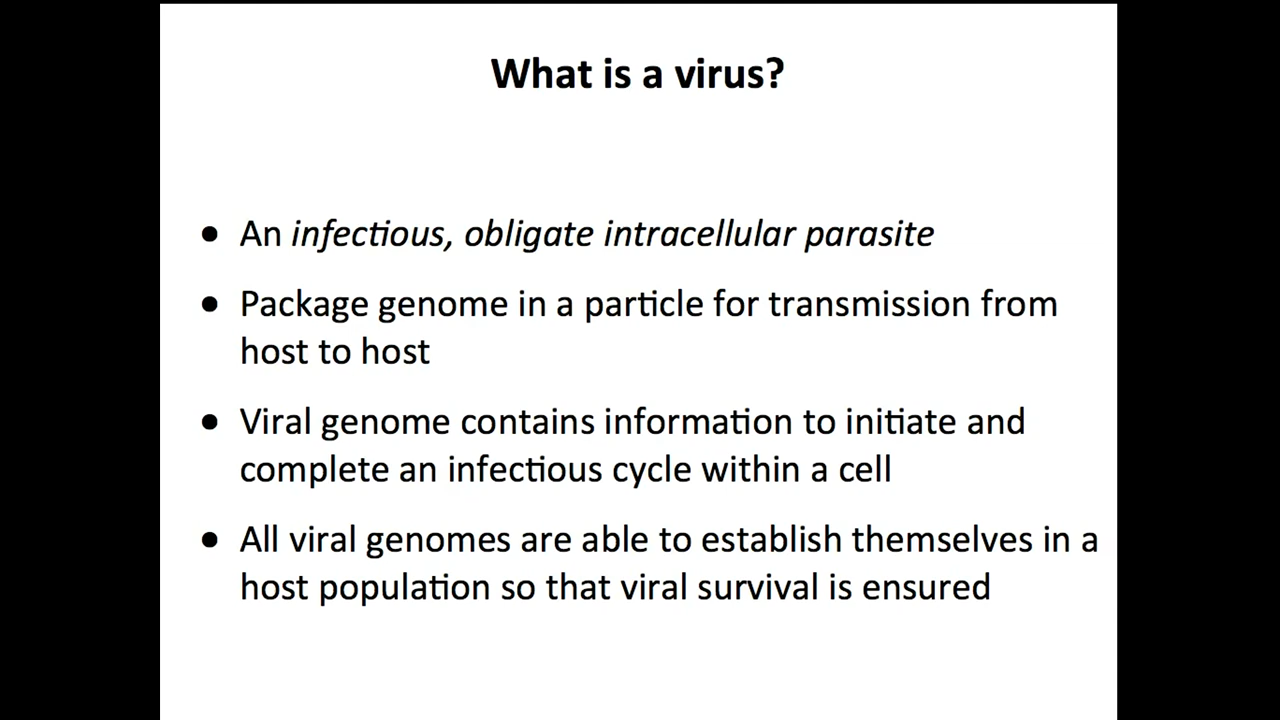 What is a virus?
● An infectious, obligate intracellular parasite
● Package genome in a particle for transmission from
host to host
● Viral genome contains information to initiate and
complete an infectious cycle within a cell
● All viral genomes are able to establish themselves in a
host population so that viral survival is ensured